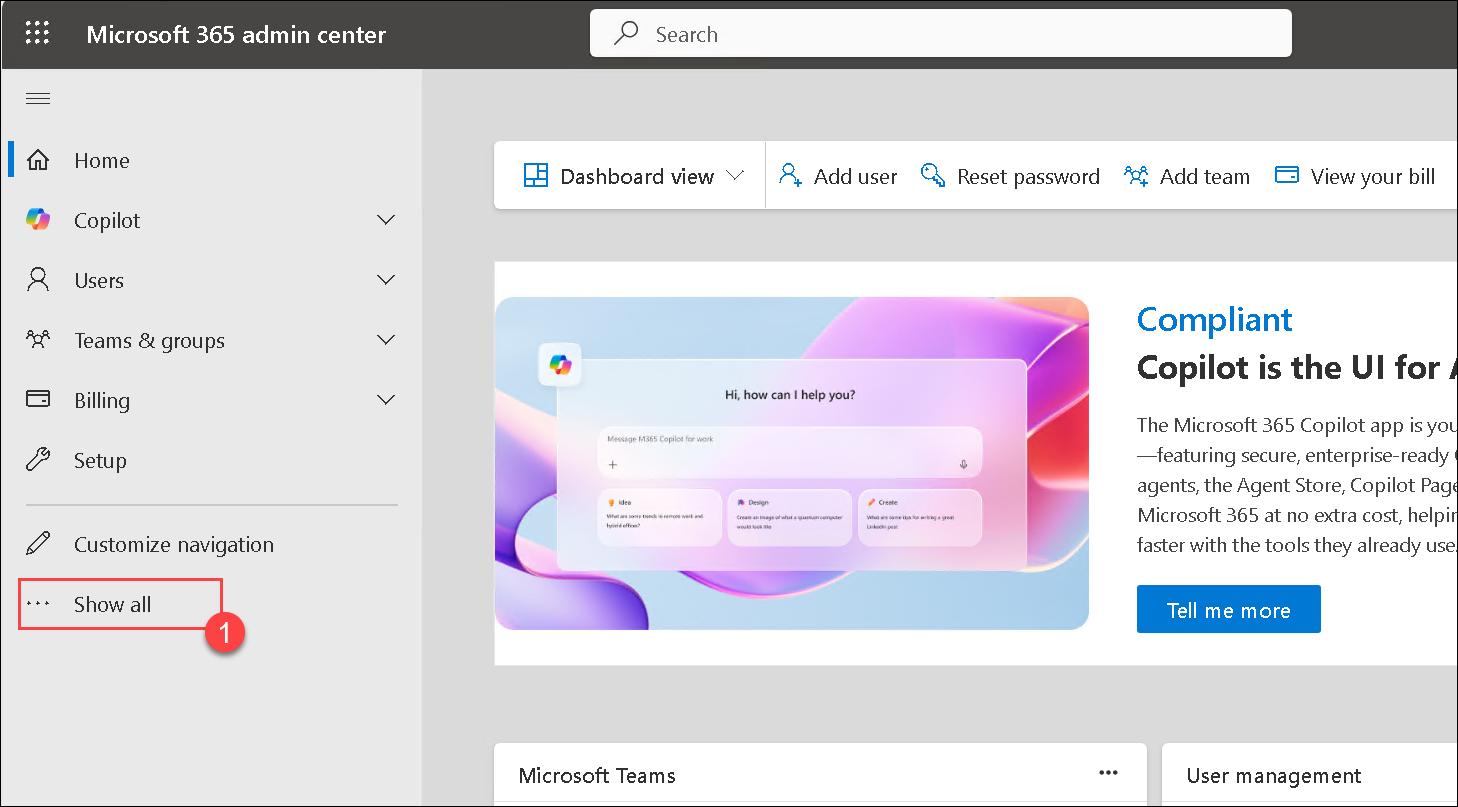 Microsoft 365 admin center
Search
Home
Copilot
Users
Teams & groups
Billing
Setup
Customize navigation
Show all
1
Dashboard view
Add user
Reset password
Add team
View your bill
Hi, how can I help you?
Message M365 Copilot for work
Idea
What are some trends in remote work and
hybrid offices?
Design
Create an image of what a quantum computer
would look like
Create
What are some tips for writing a great
LinkedIn post
Compliant
Copilot is the UI for
The Microsoft 365 Copilot app is you
—featuring secure, enterprise-ready
agents, the Agent Store, Copilot Page
Microsoft 365 at no extra cost, helpin
faster with the tools they already use.
Tell me more
Microsoft Teams
User management